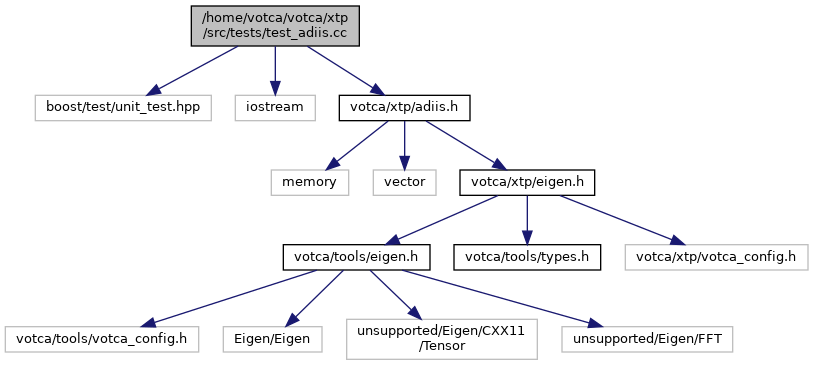 /home/votca/votca/xtp
/src/tests/test_adiis.cc
boost/test/unit_test.hpp
iostream
votca/xtp/adiis.h
memory
vector
votca/xtp/eigen.h
votca/tools/eigen.h
votca/tools/types.h
votca/xtp/votca_config.h
votca/tools/votca_config.h
Eigen/Eigen
unsupported/Eigen/CXX11
/Tensor
unsupported/Eigen/FFT